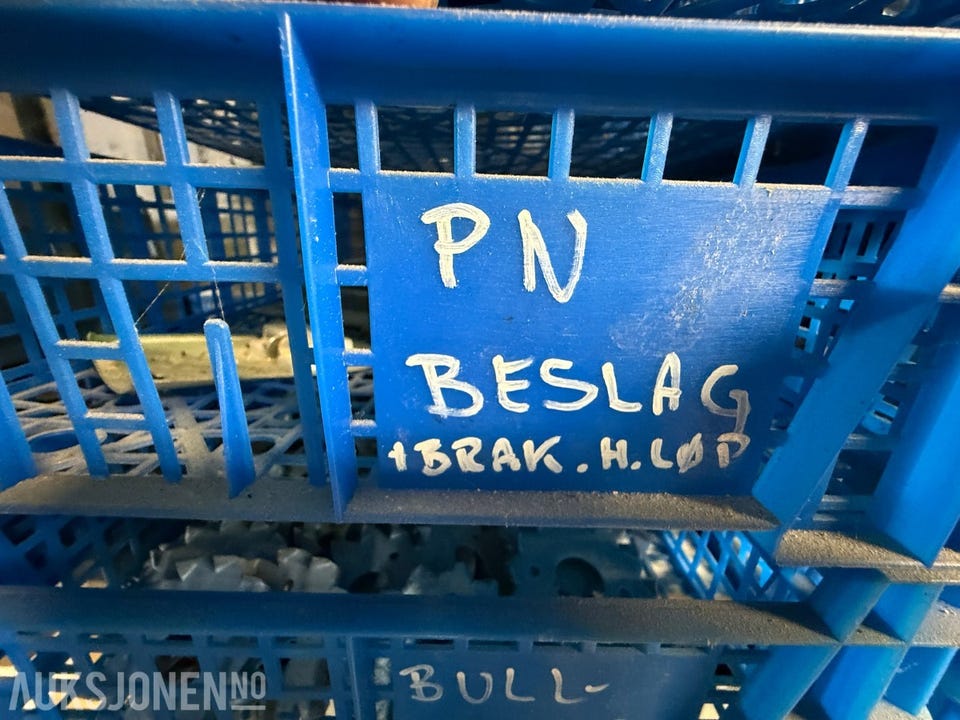 PN
BESLAG
+BRAK.H.LØP
BULL-
AUKSJONEN.NO